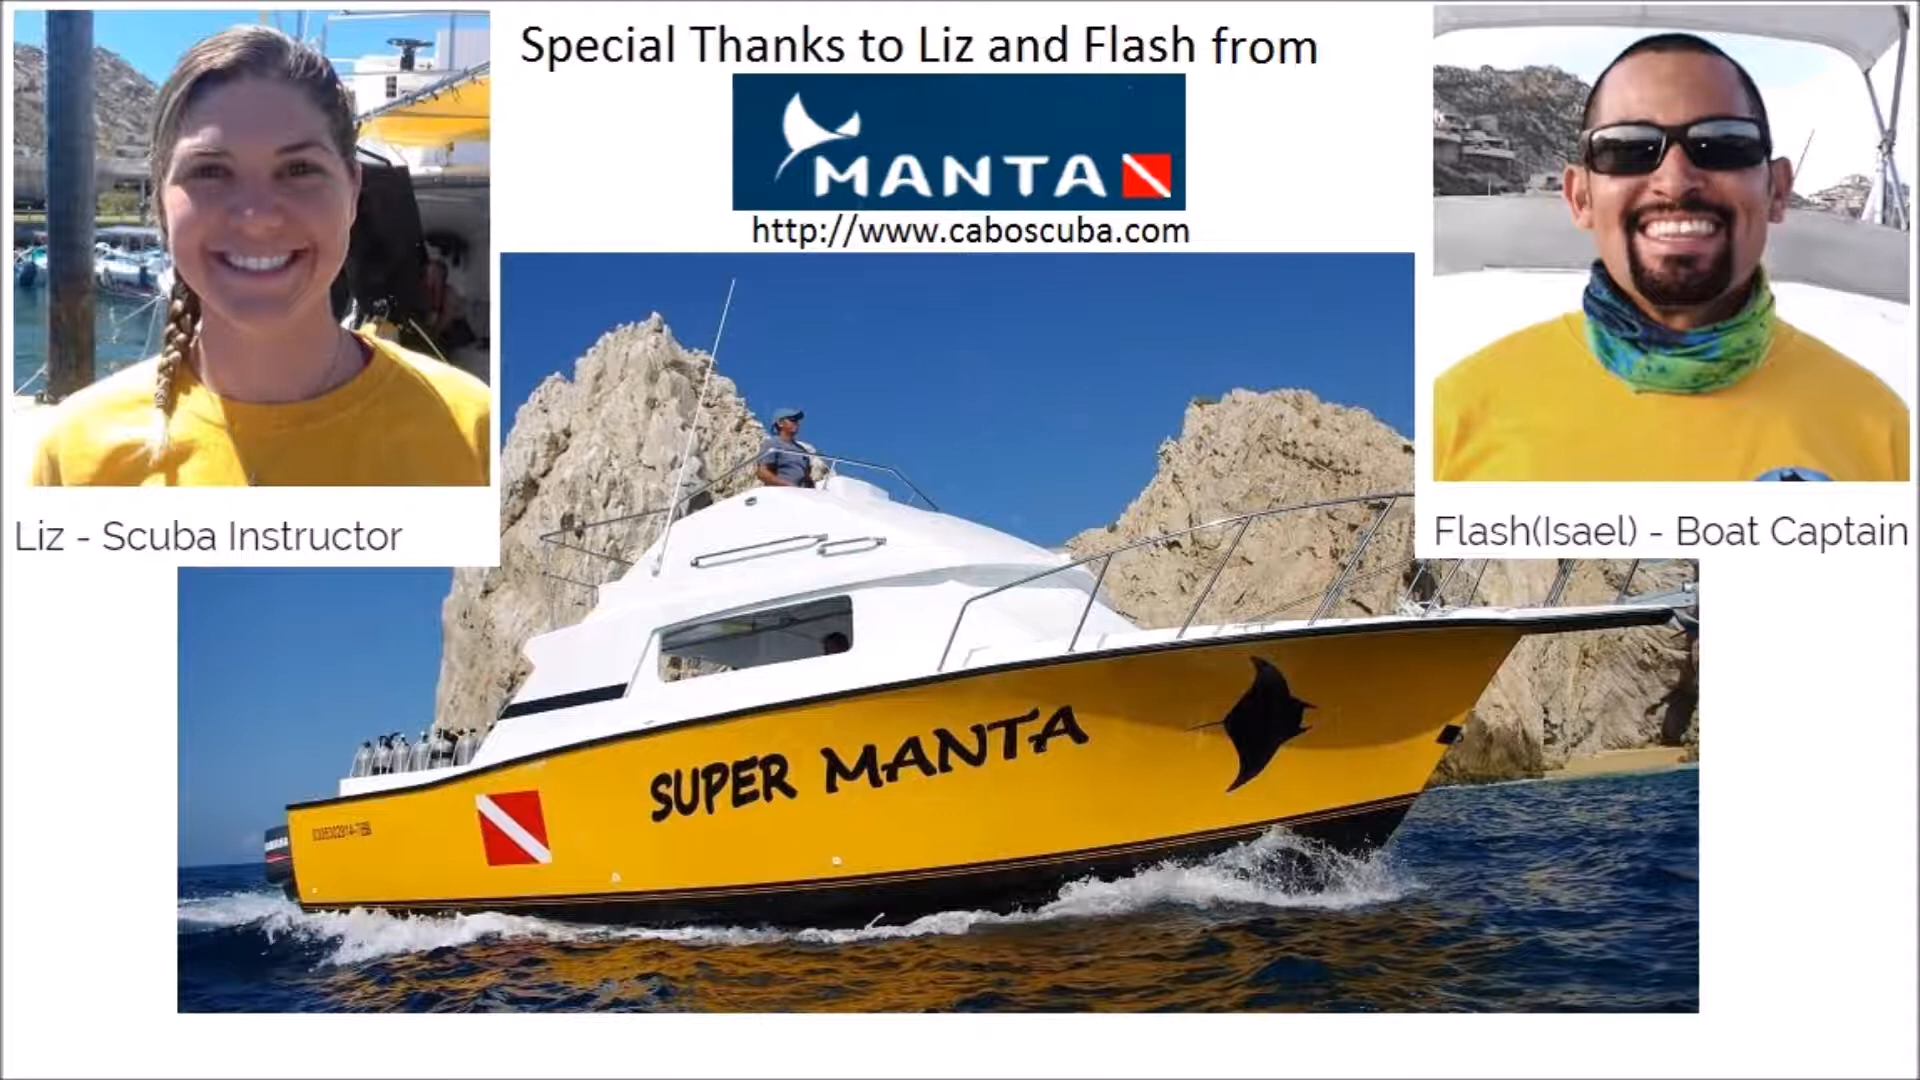 Special Thanks to Liz and Flash from
MANTA
http://www.caboscuba.com
Liz - Scuba Instructor
Flash(Isael) - Boat Captain
SUPER MANTA
YAMAHA